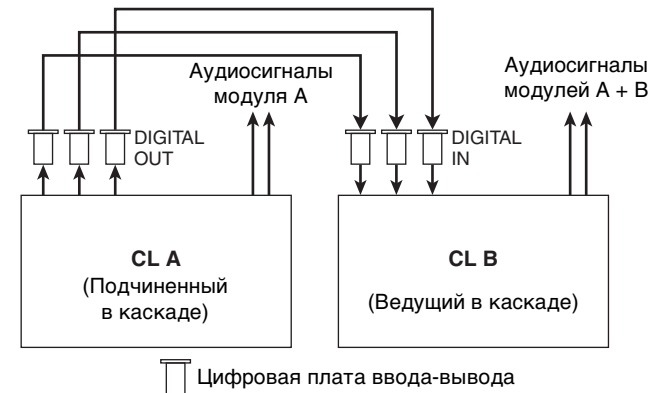 Аудиосигналы
модуля A
Аудиосигналы
модулей A + B
DIGITAL
OUT
DIGITAL
IN
CL A
(Подчиненный
в каскаде)
CL B
(Ведущий в каскаде)
Цифровая плата ввода-вывода